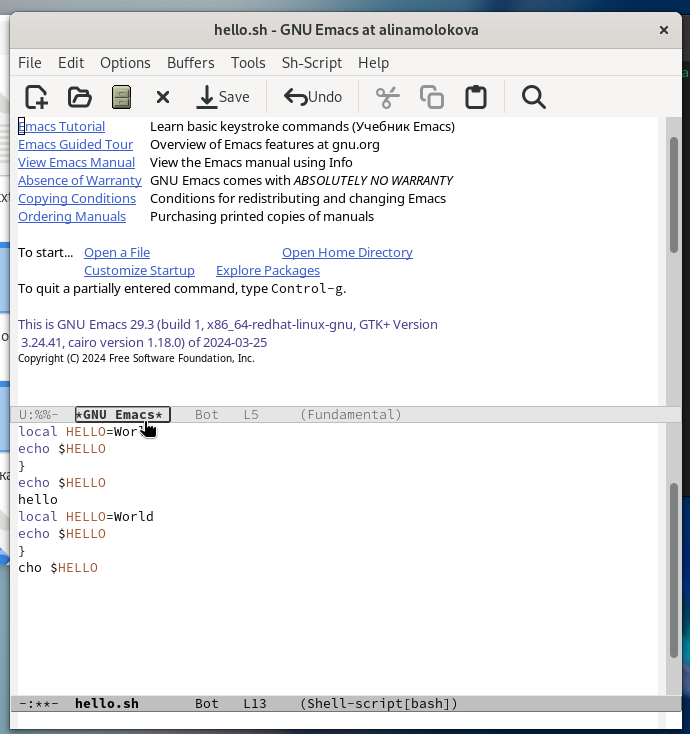 hello.sh - GNU Emacs at alinamolokova
File Edit Options Buffers Tools Sh-Script Help
Save Undo
Emacs Tutorial Learn basic keystroke commands (Учебник Emacs)
Emacs Guided Tour Overview of Emacs features at gnu.org
View Emacs Manual View the Emacs manual using Info
Absence of Warranty GNU Emacs comes with ABSOLUTELY NO WARRANTY
Copying Conditions Conditions for redistributing and changing Emacs
Ordering Manuals Purchasing printed copies of manuals
To start... Open a File Open Home Directory
Customize Startup Explore Packages
To quit a partially entered command, type Control-g.
This is GNU Emacs 29.3 (build 1, x86_64-redhat-linux-gnu, GTK+ Version
3.24.41, cairo version 1.18.0) of 2024-03-25
Copyright (C) 2024 Free Software Foundation, Inc.
U:%%- *GNU Emacs* Bot L5 (Fundamental)
local HELLO=World
echo $HELLO
}
echo $HELLO
hello
local HELLO=World
echo $HELLO
}
cho $HELLO
-:**- hello.sh Bot L13 (Shell-script[bash])